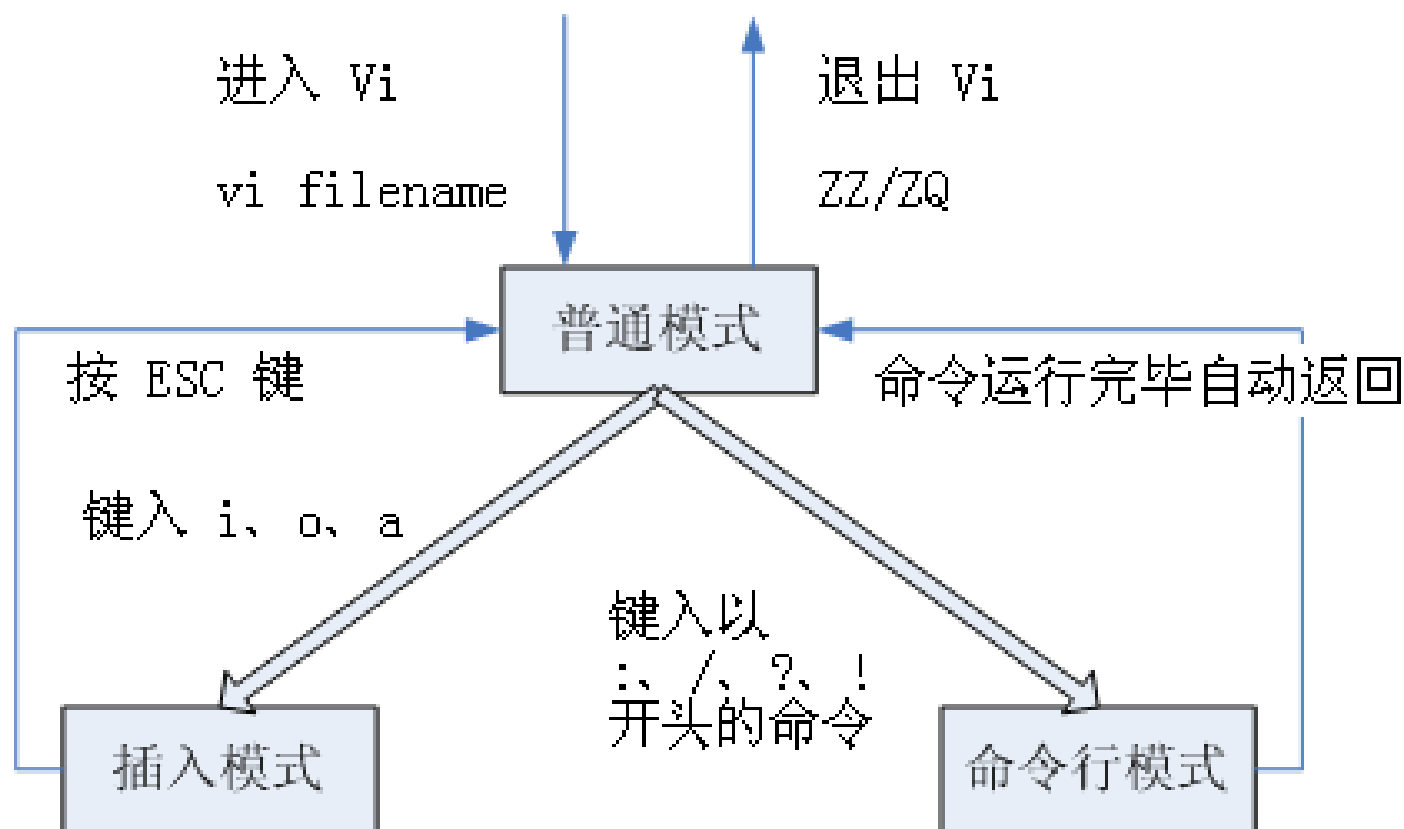 进入 Vi
退出 Vi
vi filename
ZZ/ZQ
普通模式
按 ESC 键
命令运行完毕自动返回
键入 i、o、a
键入以
:、/、?、!
开头的命令
插入模式
命令行模式